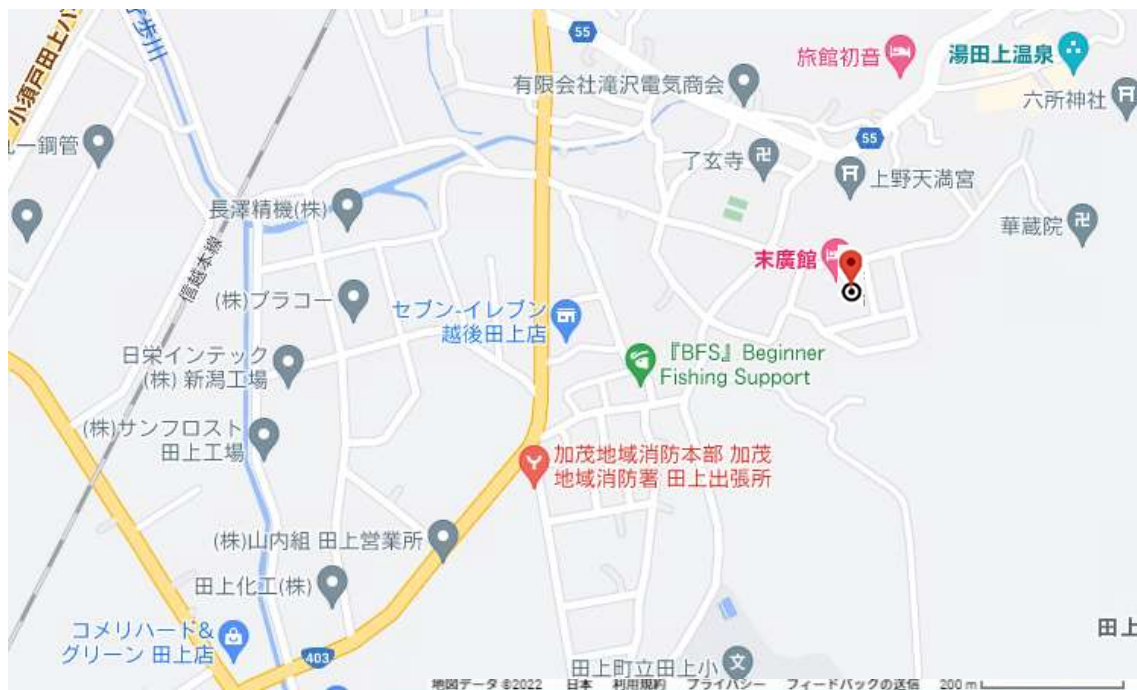 小須戸田上バ
55
旅館初音
湯田上温泉
有限会社滝沢電気商会
六所神社
55
一鋼管
了玄寺
上野天満宮
長澤精機(株)
華蔵院
末廣館
信越本線
(株)プラコー
セブン-イレブン
越後田上店
『BFS』Beginner
Fishing Support
日栄インテック
(株) 新潟工場
(株)サンフロスト
田上工場
加茂地域消防本部 加茂
地域消防署 田上出張所
(株)山内組 田上営業所
田上化工(株)
コメリハード&
グリーン 田上店
403
田上
田上町立田上小
地図データ ©2022 日本 利用規約 プライバシー フィードバックの送信 200 m